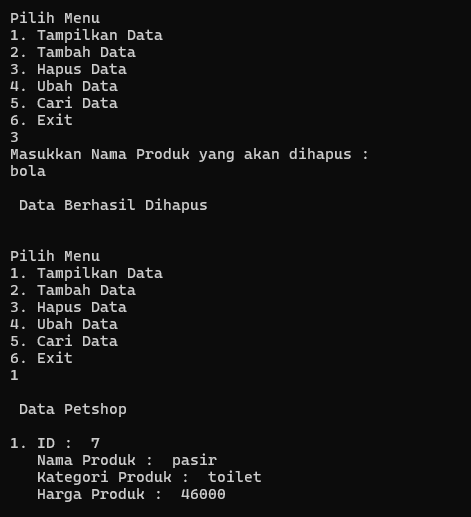 Pilih Menu
1. Tampilkan Data
2. Tambah Data
3. Hapus Data
4. Ubah Data
5. Cari Data
6. Exit
3
Masukkan Nama Produk yang akan dihapus :
bola
Data Berhasil Dihapus
Pilih Menu
1. Tampilkan Data
2. Tambah Data
3. Hapus Data
4. Ubah Data
5. Cari Data
6. Exit
1
Data Petshop
1. ID :  7
Nama Produk :  pasir
Kategori Produk :  toilet
Harga Produk :  46000